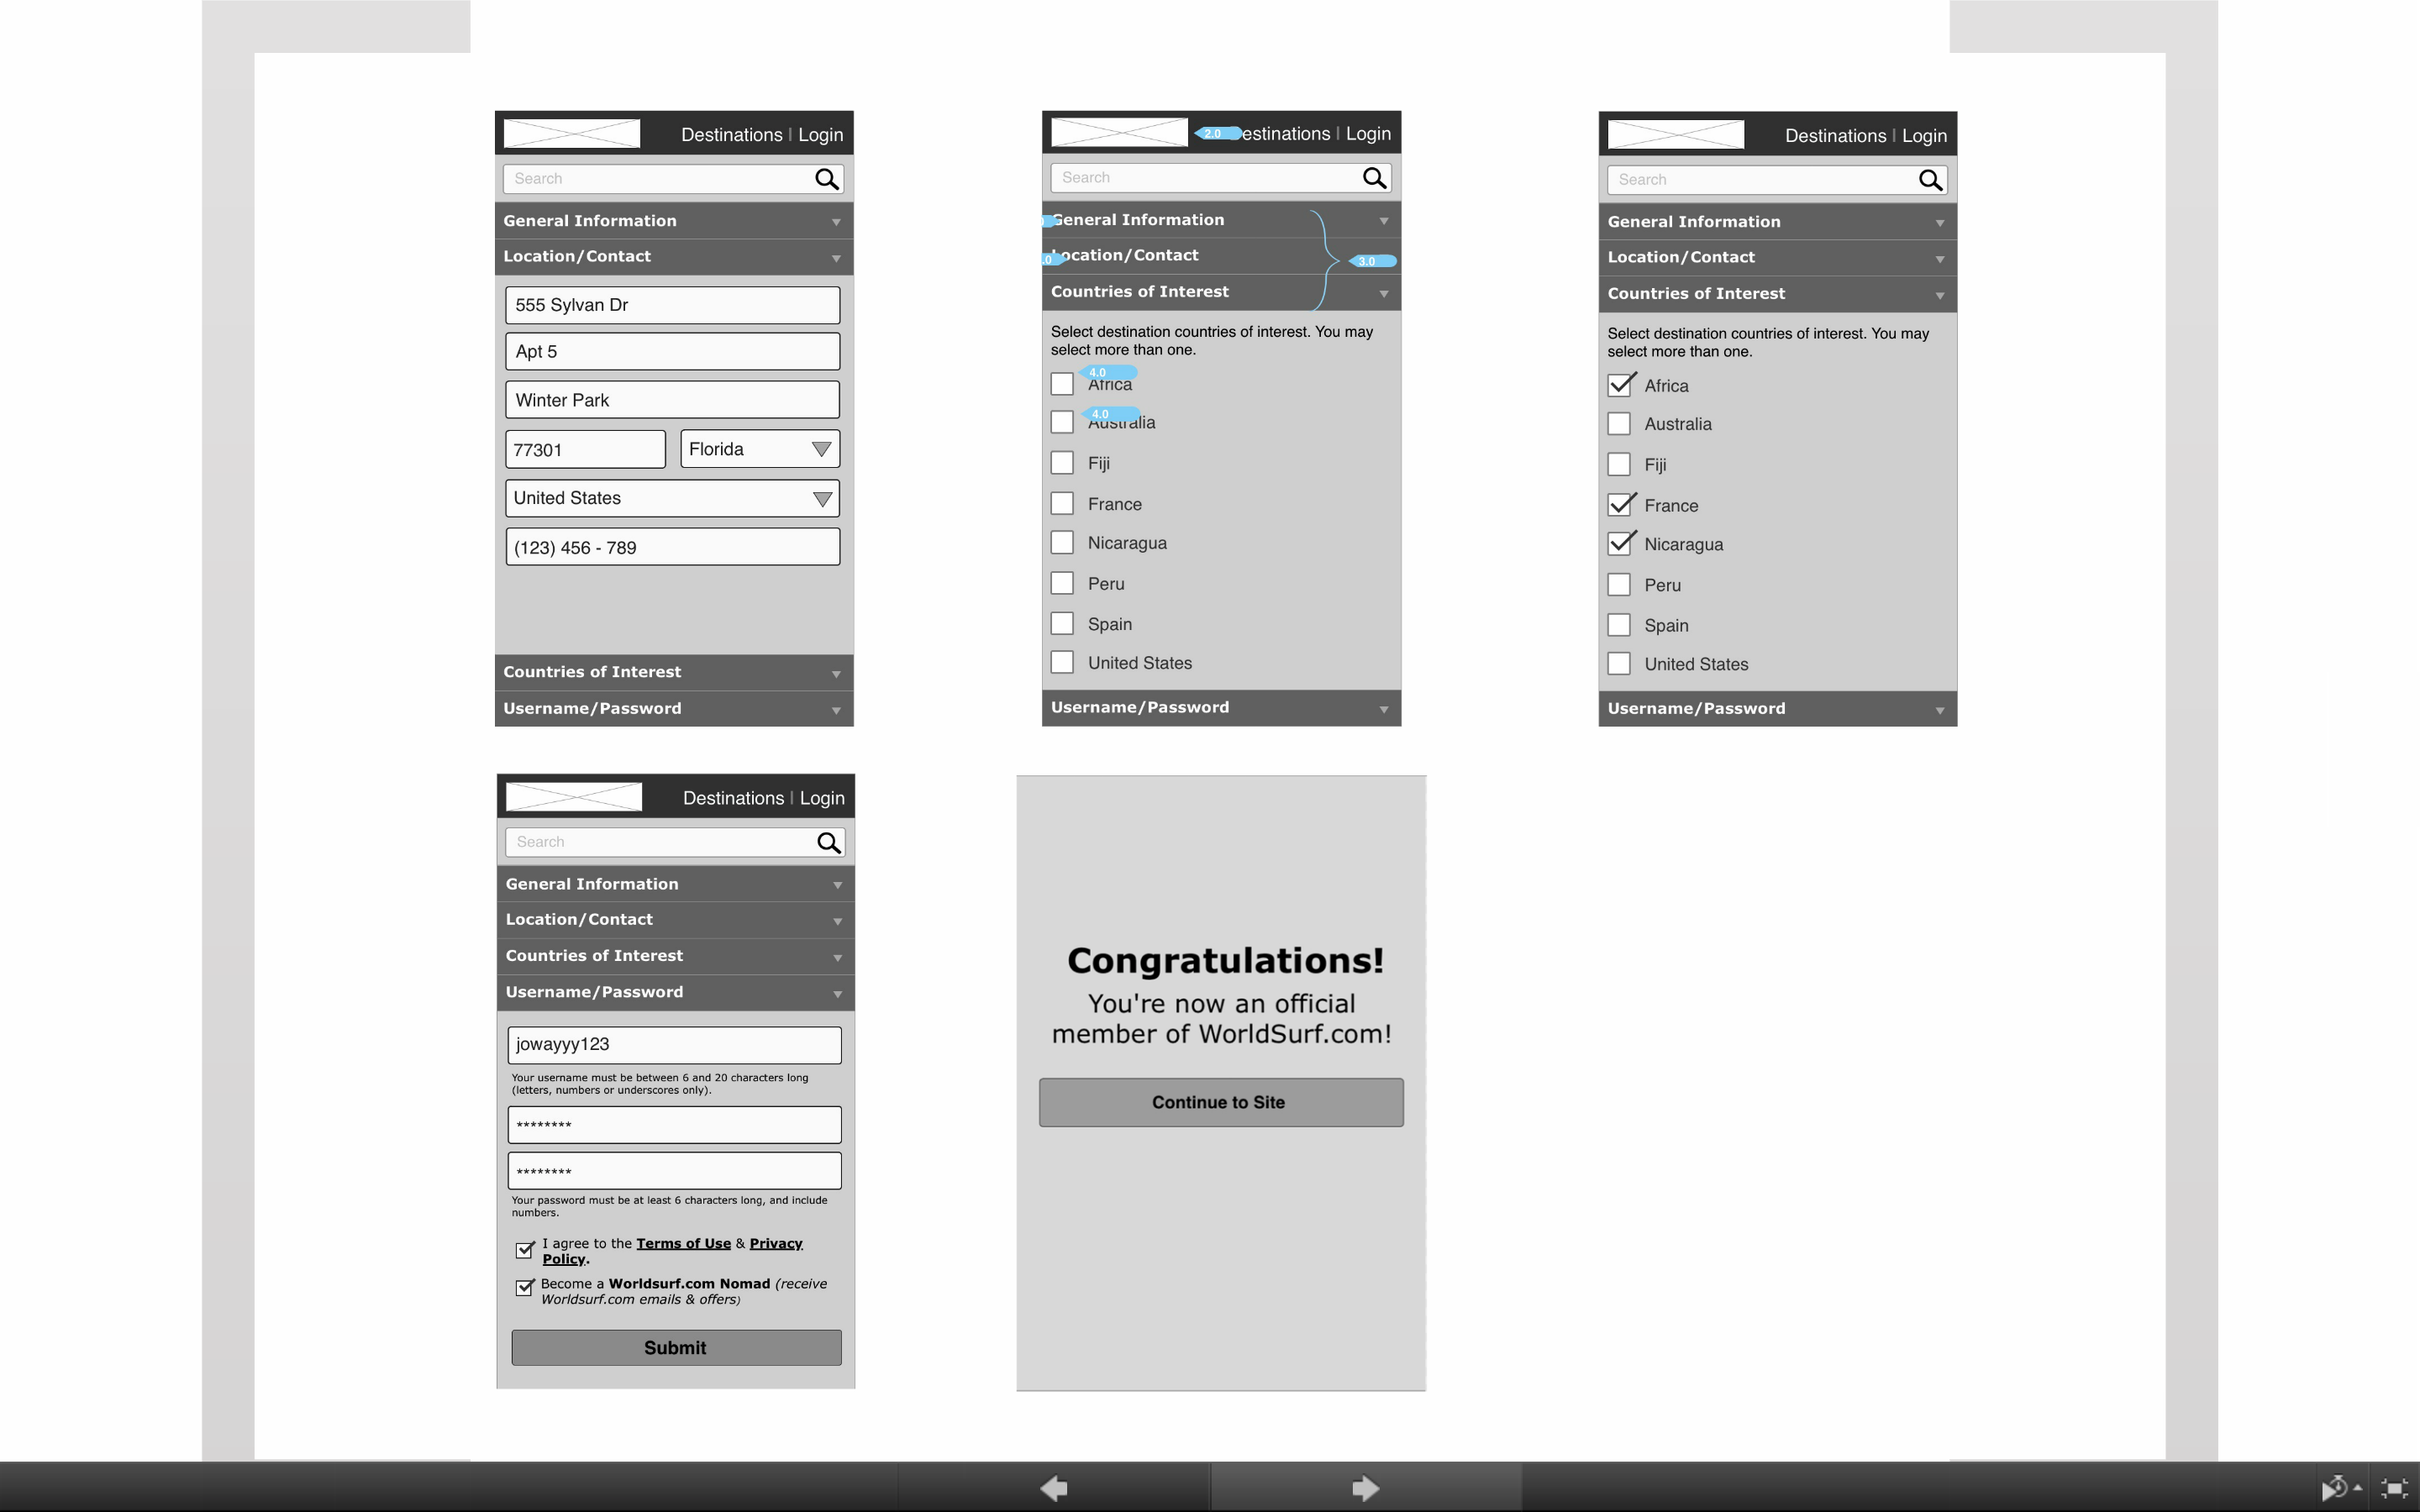 Destinations | Login
Search
General Information
Location/Contact
555 Sylvan Dr
Apt 5
Winter Park
77301
Florida
United States
(123) 456 - 789
Countries of Interest
Username/Password
2.0
estinations | Login
Search
General Information
Location/Contact
3.0
Countries of Interest
Select destination countries of interest. You may
select more than one.
4.0
Africa
4.0
Australia
Fiji
France
Nicaragua
Peru
Spain
United States
Username/Password
Destinations | Login
Search
General Information
Location/Contact
Countries of Interest
Select destination countries of interest. You may
select more than one.
Africa
Australia
Fiji
France
Nicaragua
Peru
Spain
United States
Username/Password
Destinations | Login
Search
General Information
Location/Contact
Countries of Interest
Username/Password
jowayyy123
Your username must be between 6 and 20 characters long
(letters, numbers or underscores only).
********
********
Your password must be at least 6 characters long, and include
numbers.
I agree to the Terms of Use & Privacy
Policy.
Become a Worldsurf.com Nomad (receive
Worldsurf.com emails & offers)
Submit
Congratulations!
You're now an official
member of WorldSurf.com!
Continue to Site